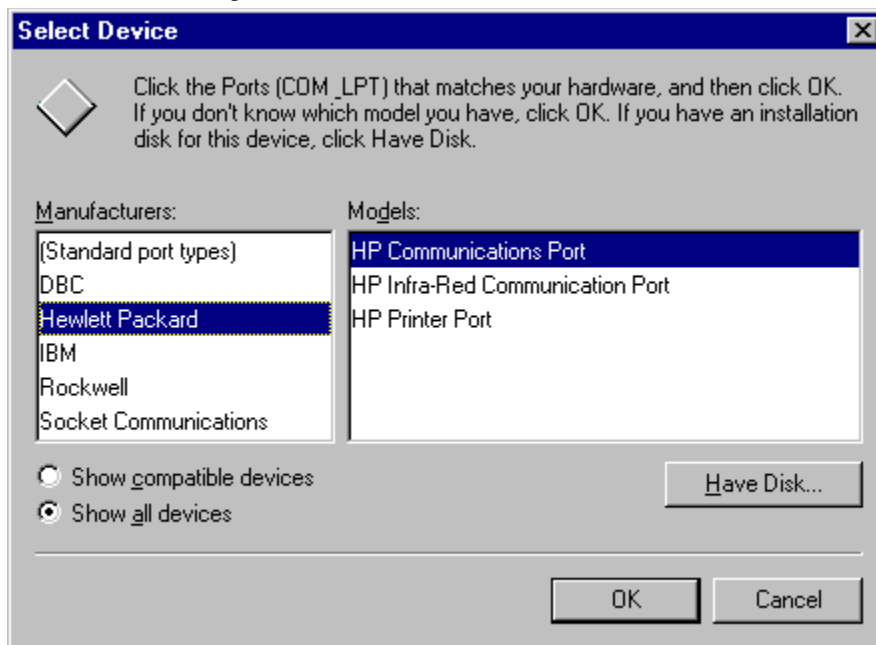 Select Device
Click the Ports (COM _LPT) that matches your hardware, and then click OK.
If you don't know which model you have, click OK. If you have an installation
disk for this device, click Have Disk.
Manufacturers:
Models:
(Standard port types)
DBC
Hewlett Packard
IBM
Rockwell
Socket Communications
HP Communications Port
HP Infra-Red Communication Port
HP Printer Port
Show compatible devices
Show all devices
Have Disk...
OK
Cancel